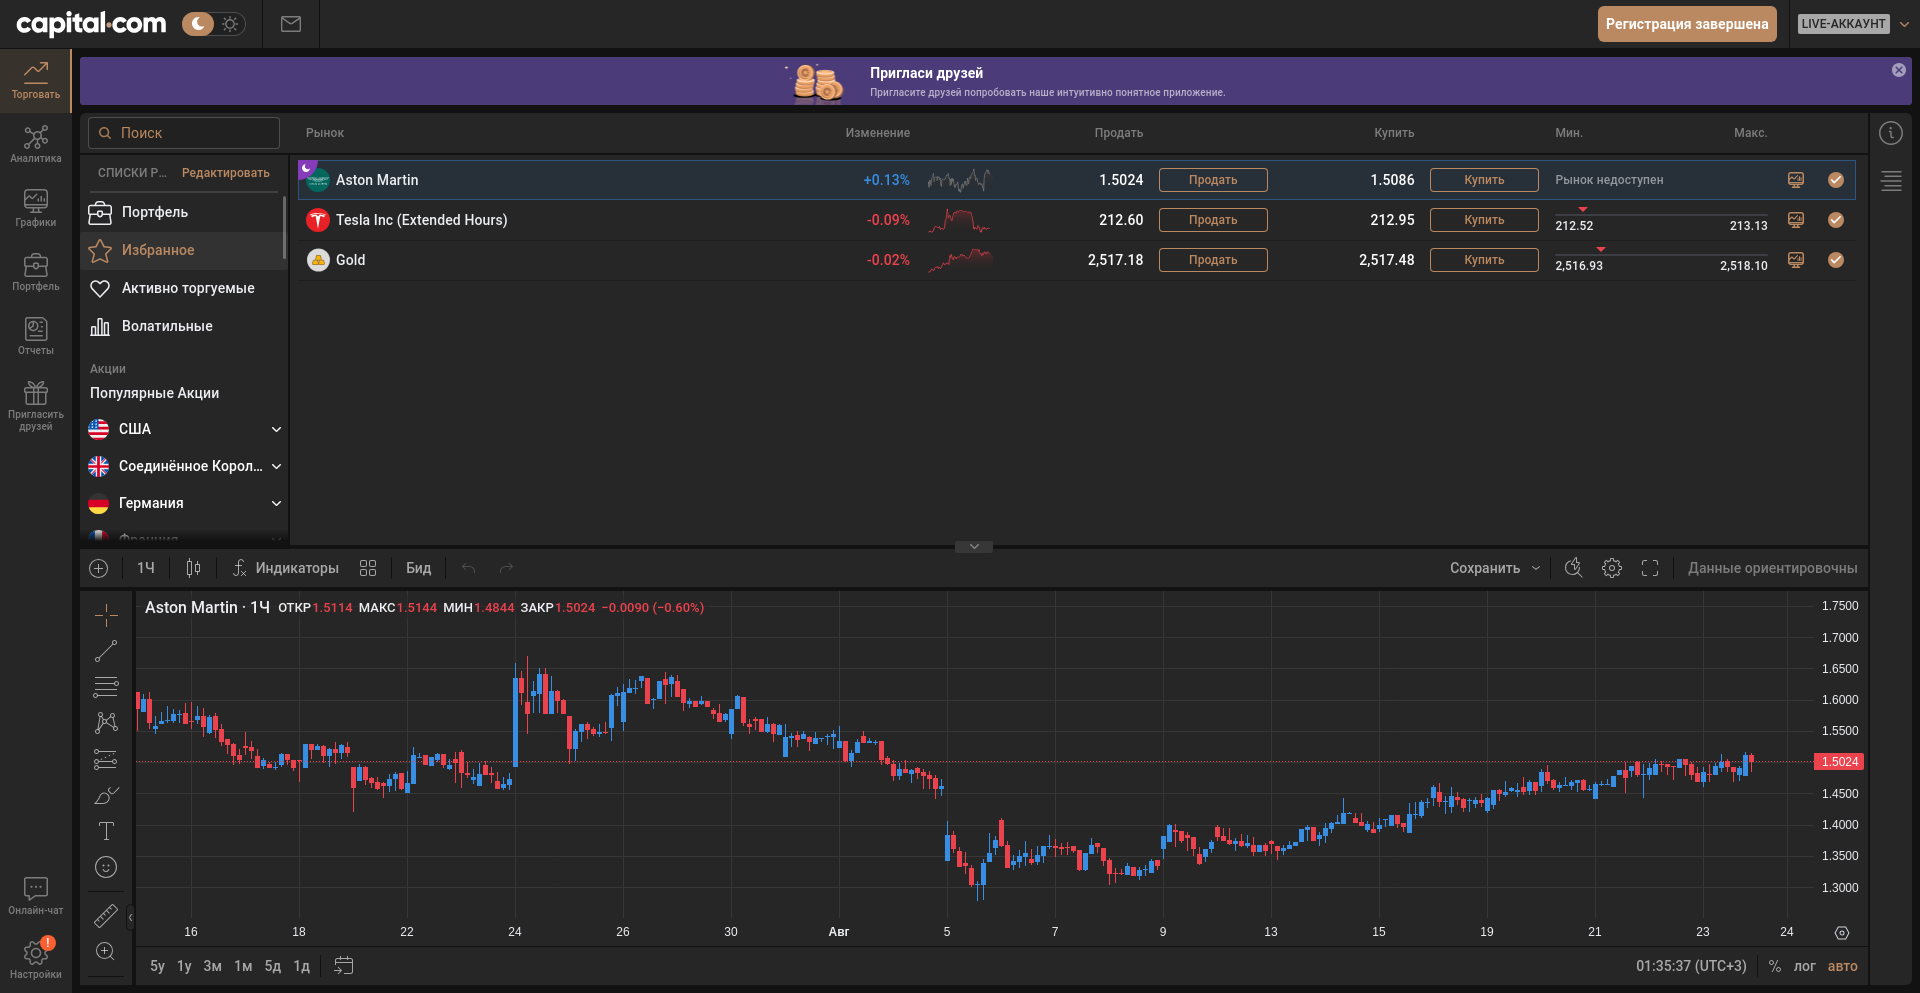 capital.com
Регистрация завершена
LIVE-АККАУНТ
Торговать
Аналитика
Графики
Портфель
Отчеты
Пригласить
друзей
Онлайн-чат
!
Настройки
Пригласи друзей
Пригласите друзей попробовать наше интуитивно понятное приложение.
Поиск
Рынок Изменение Продать Купить Мин. Макс.
СПИСКИ Р... Редактировать
Портфель
Избранное
Активно торгуемые
Волатильные
Акции
Популярные Акции
США
Соединённое Корол...
Германия
Франция
Aston Martin +0.13% 1.5024 Продать 1.5086 Купить Рынок недоступен
Tesla Inc (Extended Hours) -0.09% 212.60 Продать 212.95 Купить 212.52 213.13
Gold -0.02% 2,517.18 Продать 2,517.48 Купить 2,516.93 2,518.10
1Ч Индикаторы Бид Сохранить Данные ориентировочны
Aston Martin · 1Ч ОТКР1.5114 МАКС1.5144 МИН1.4844 ЗАКР1.5024 −0.0090 (−0.60%)
1.7500
1.7000
1.6500
1.6000
1.5500
1.5024
1.4500
1.4000
1.3500
1.3000
16 18 22 24 26 30 Авг 5 7 9 13 15 19 21 23 24
5y 1y 3м 1м 5д 1д 01:35:37 (UTC+3) % лог авто